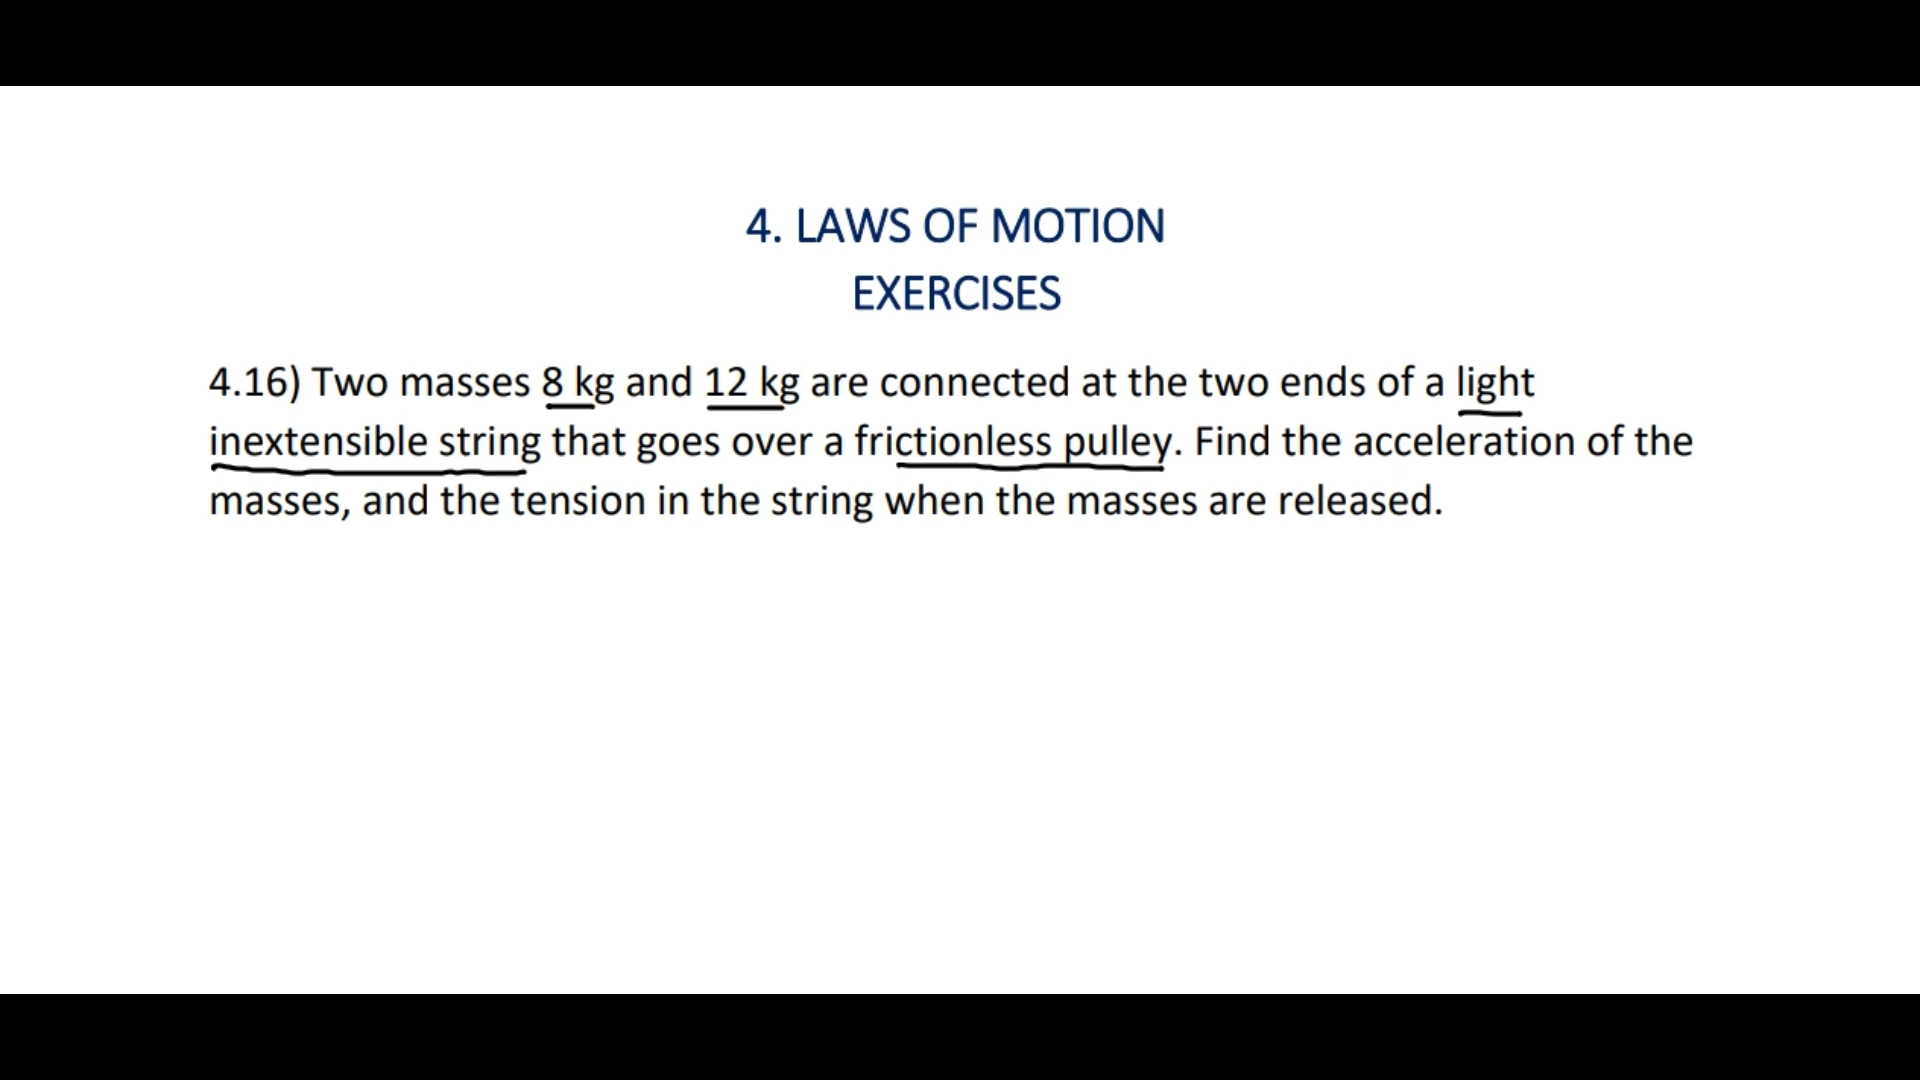 4. LAWS OF MOTION
EXERCISES
4.16) Two masses 8 kg and 12 kg are connected at the two ends of a light
inextensible string that goes over a frictionless pulley. Find the acceleration of the
masses, and the tension in the string when the masses are released.